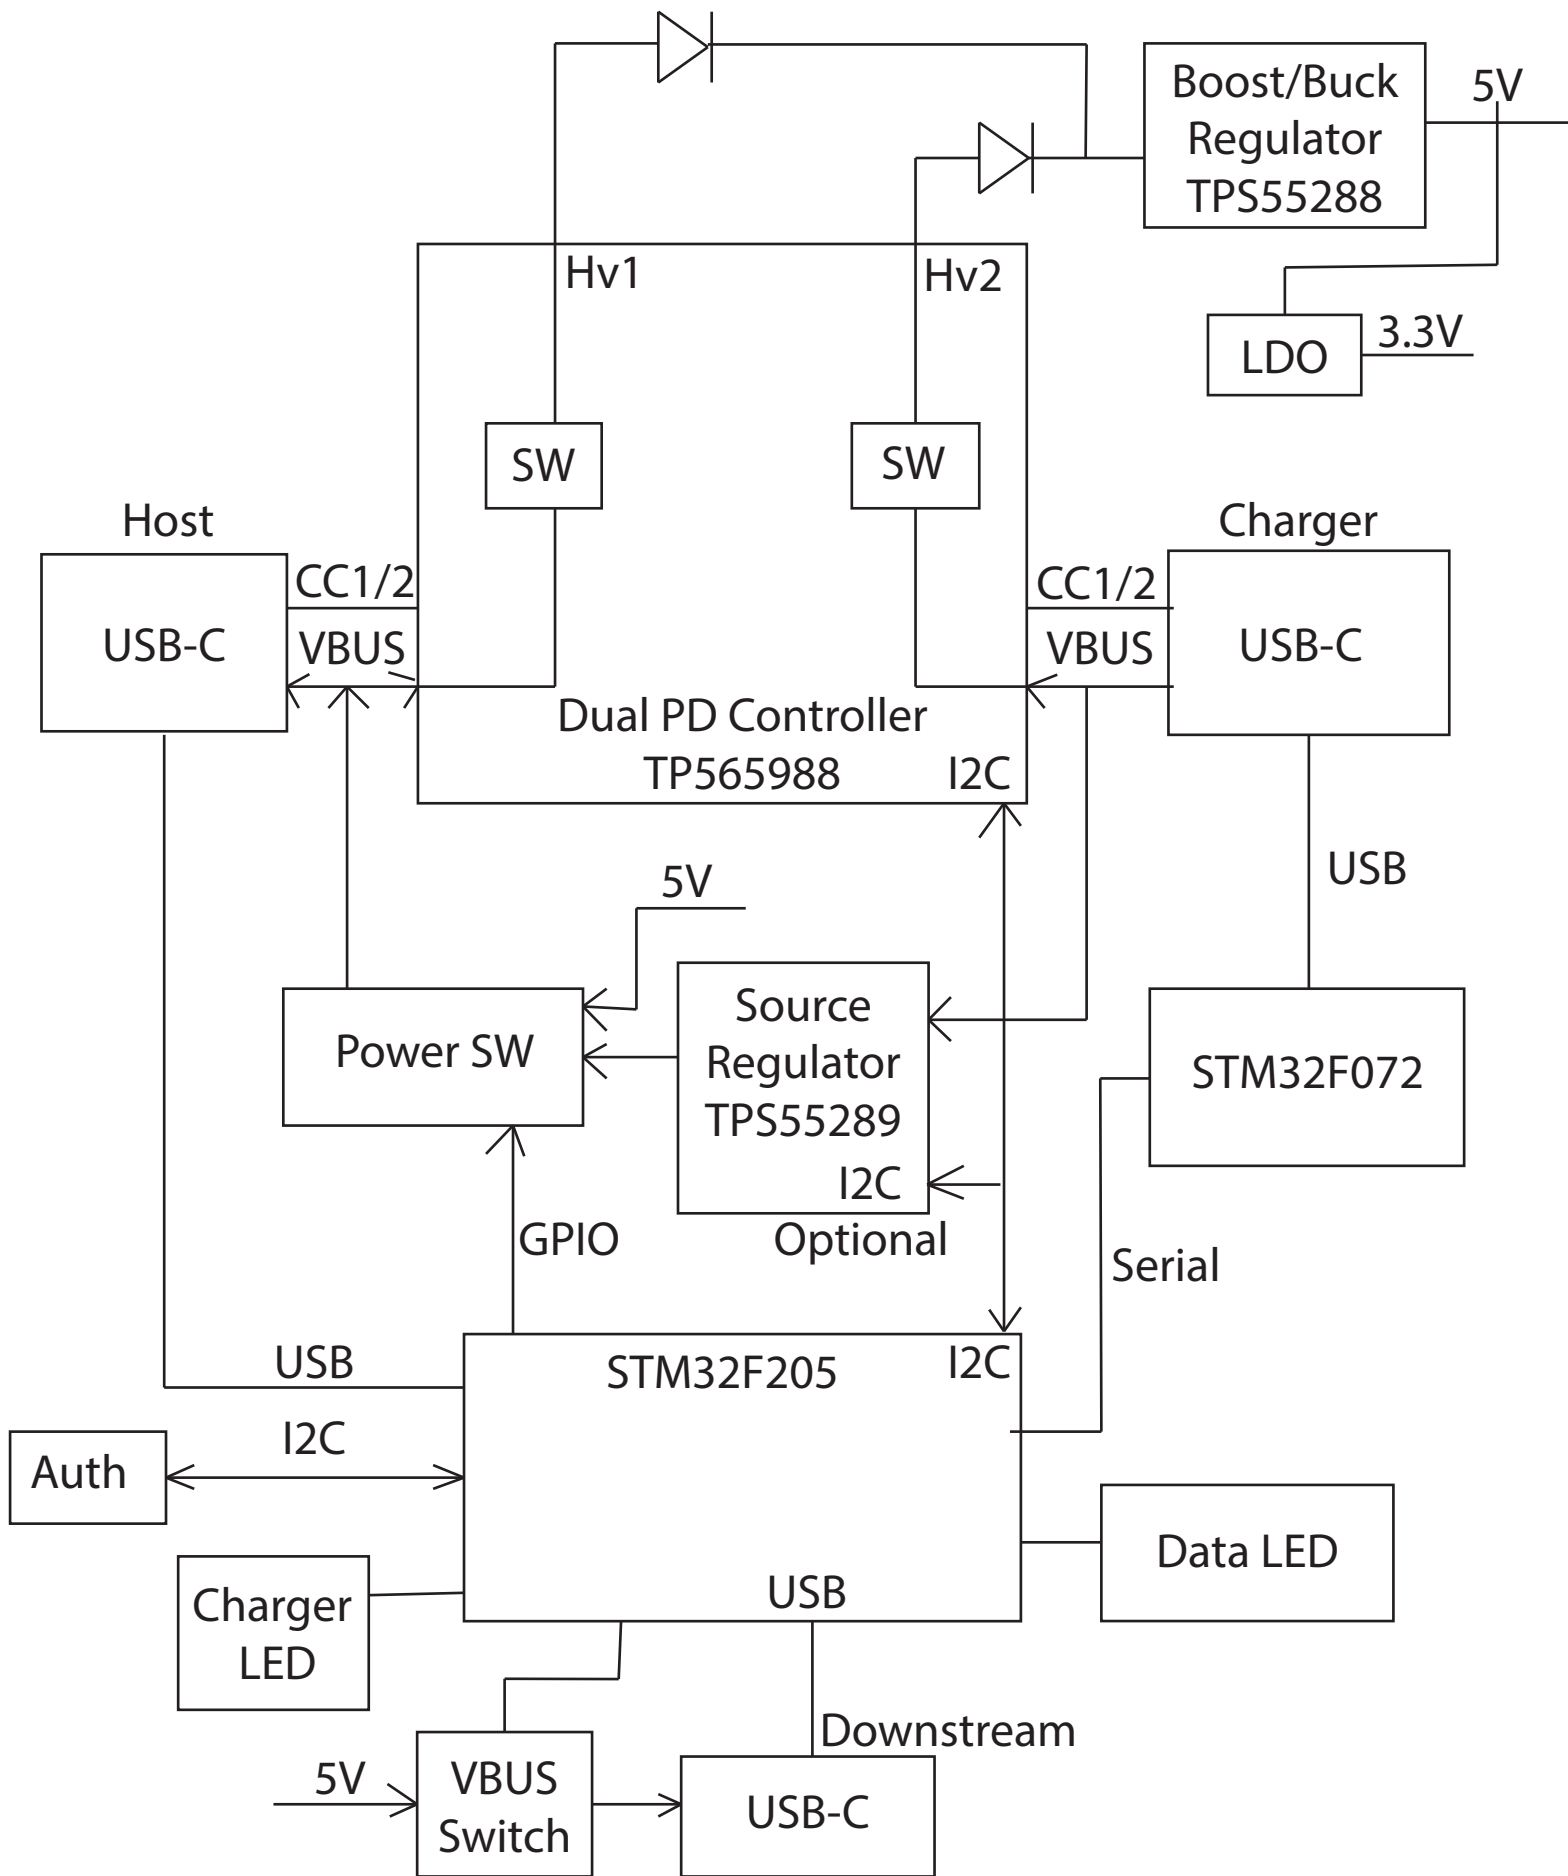 Boost/Buck
Regulator
TPS55288
5V
Hv1
Hv2
LDO
3.3V
SW
SW
Host
Charger
USB-C
CC1/2
VBUS
CC1/2
VBUS
USB-C
Dual PD Controller
TP565988
I2C
USB
5V
Power SW
Source
Regulator
TPS55289
I2C
Optional
STM32F072
GPIO
Serial
USB
STM32F205
I2C
I2C
Auth
Data LED
USB
Charger
LED
Downstream
5V
VBUS
Switch
USB-C